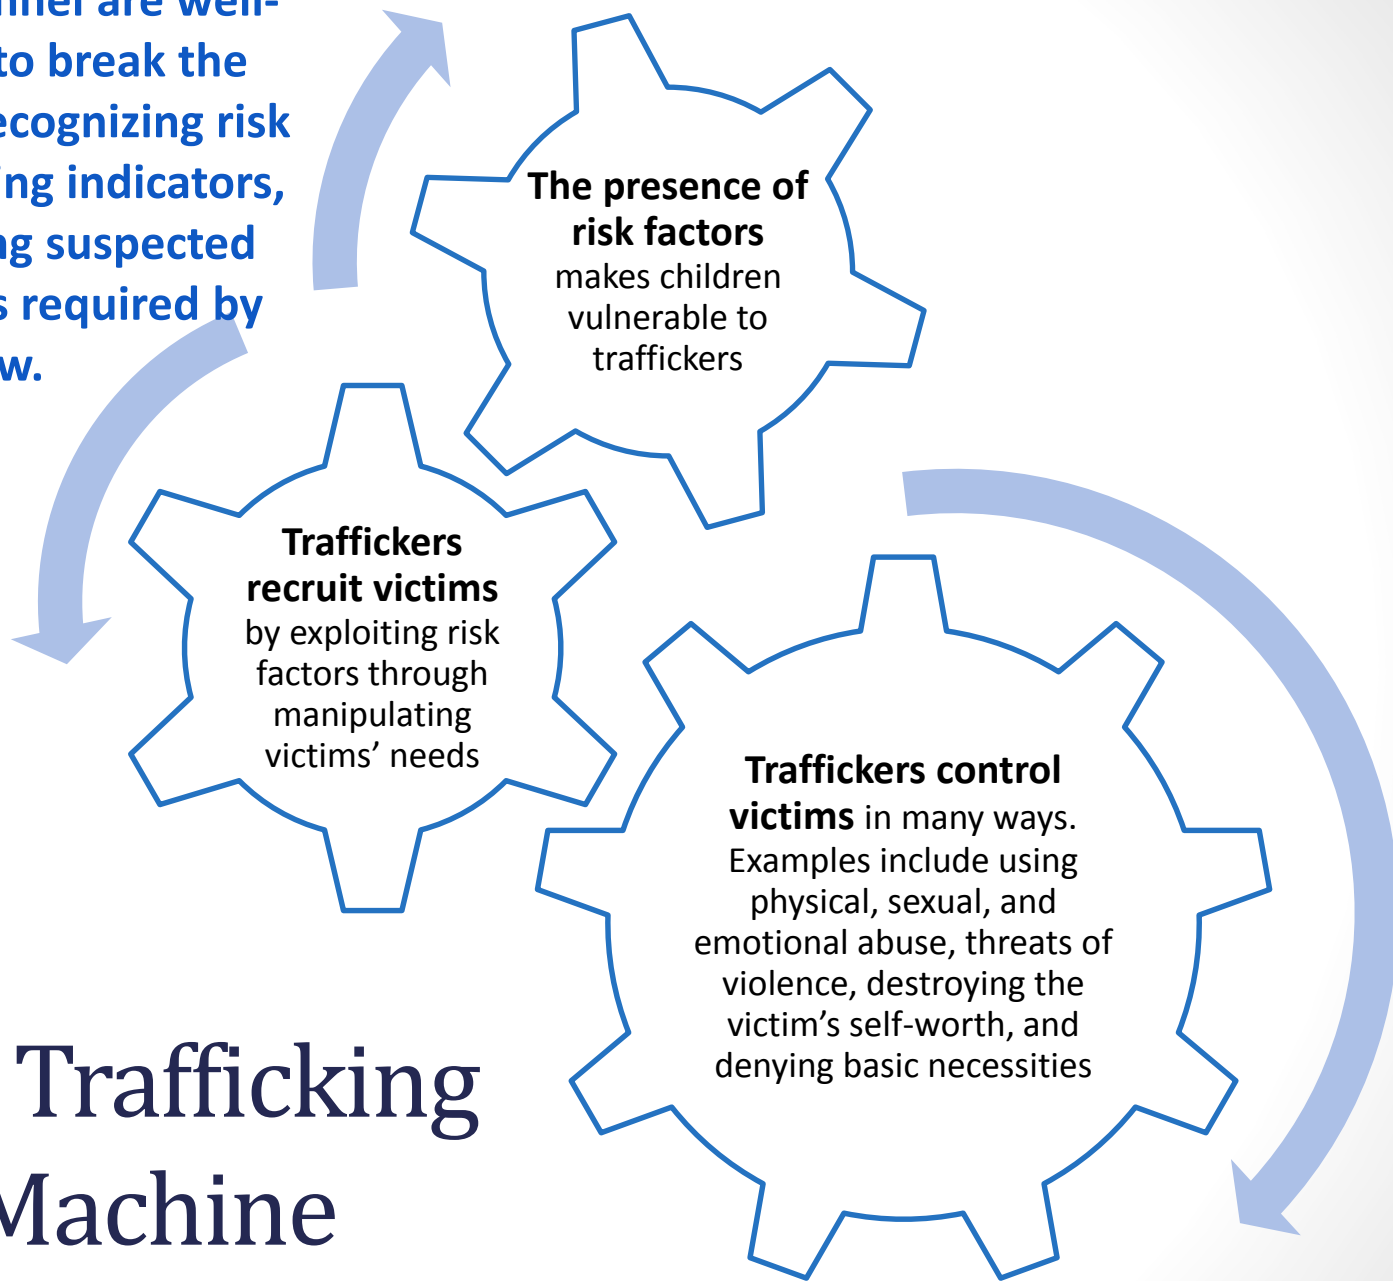 are well-
to break the
recognizing risk
indicators,
suspected
required by
The presence of
risk factors
makes children
vulnerable to
traffickers
Traffickers
recruit victims
by exploiting risk
factors through
manipulating
victims’ needs
Traffickers control
victims in many ways.
Examples include using
physical, sexual, and
emotional abuse, threats of
violence, destroying the
victim’s self-worth, and
denying basic necessities
Trafficking
Machine